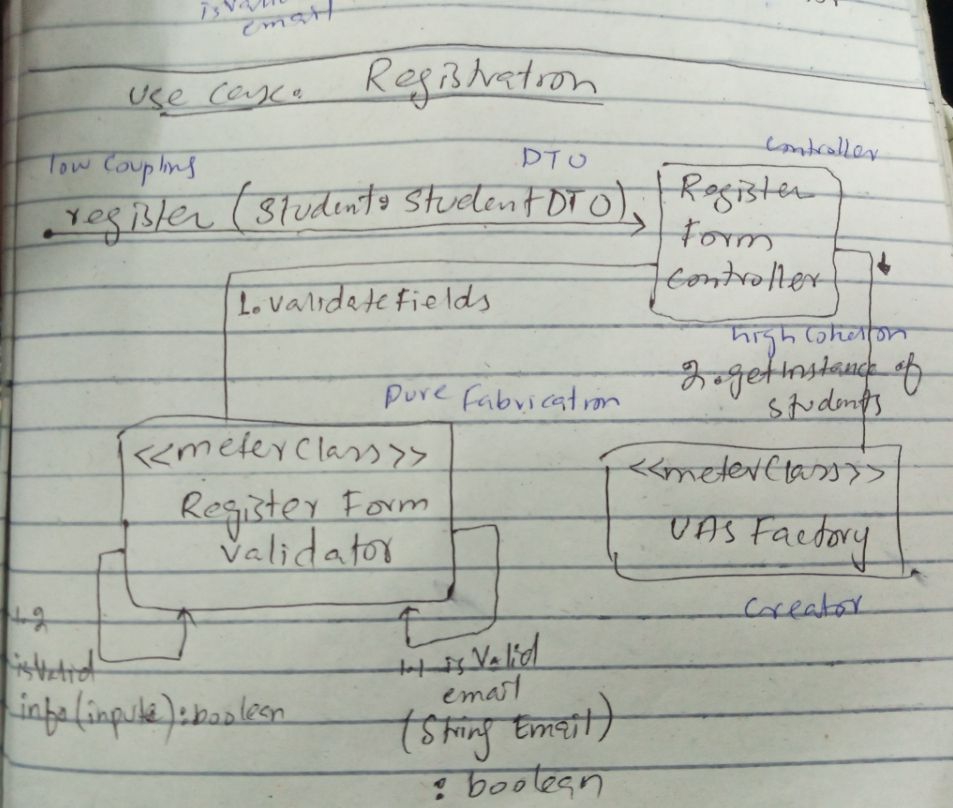 isvalid
email
use case: Registration
low coupling
DTO
controller
register (student: StudentDTO)
Register
Form
controller
1. validateFields
high cohesion
2. getInstance of
students
pure Fabrication
<<meterClass>>
Register Form
validator
<<meterClass>>
UAS Factory
creator
1.2
isValid
info(inputs):boolean
1.1 isValid
email
(String Email)
: boolean